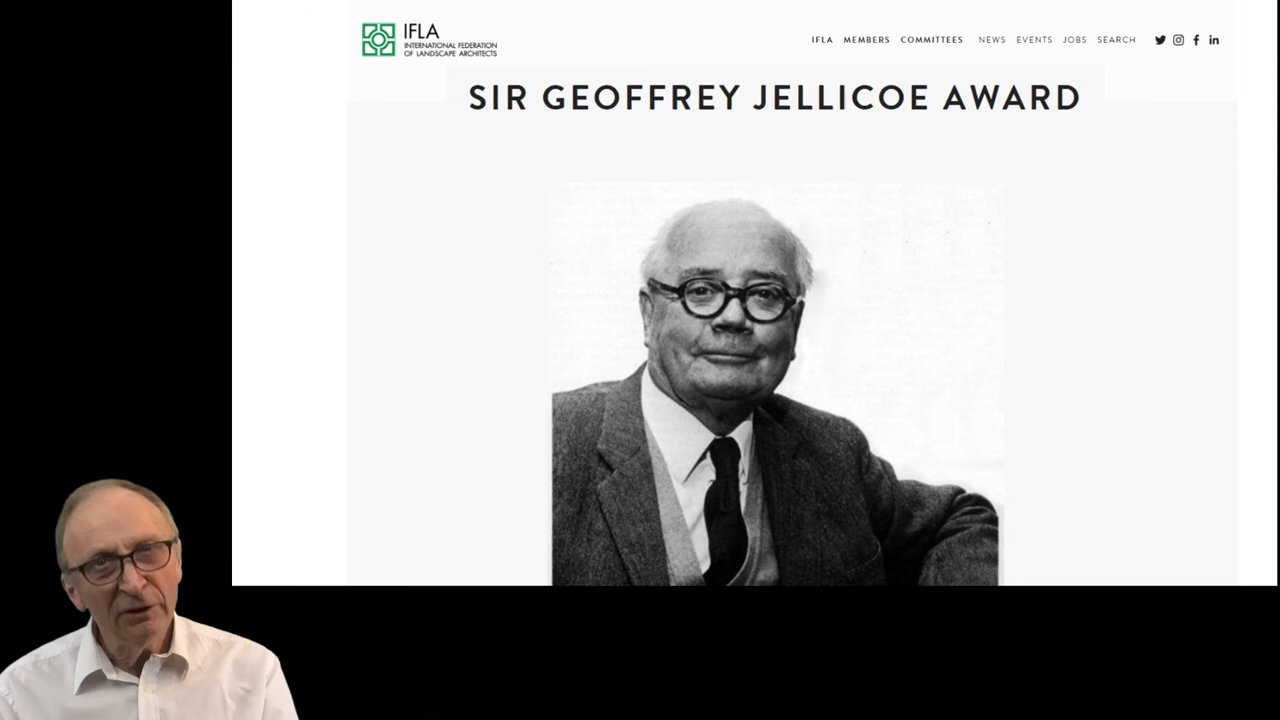 IFLA
INTERNATIONAL FEDERATION
OF LANDSCAPE ARCHITECTS
IFLA MEMBERS COMMITTEES NEWS EVENTS JOBS SEARCH
SIR GEOFFREY JELLICOE AWARD